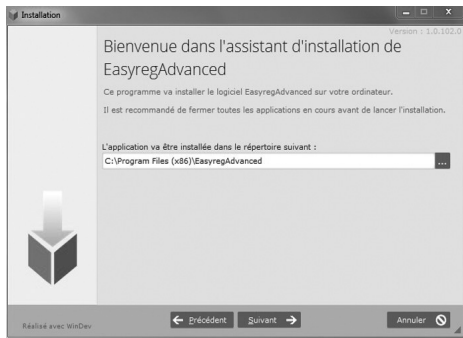 Installation
Version : 1.0.102.0
Bienvenue dans l'assistant d'installation de
EasyregAdvanced
Ce programme va installer le logiciel EasyregAdvanced sur votre ordinateur.
Il est recommandé de fermer toutes les applications en cours avant de lancer l'installation.
L'application va être installée dans le répertoire suivant :
C:\Program Files (x86)\EasyregAdvanced
...
Réalisé avec WinDev
Précédent
Suivant
Annuler